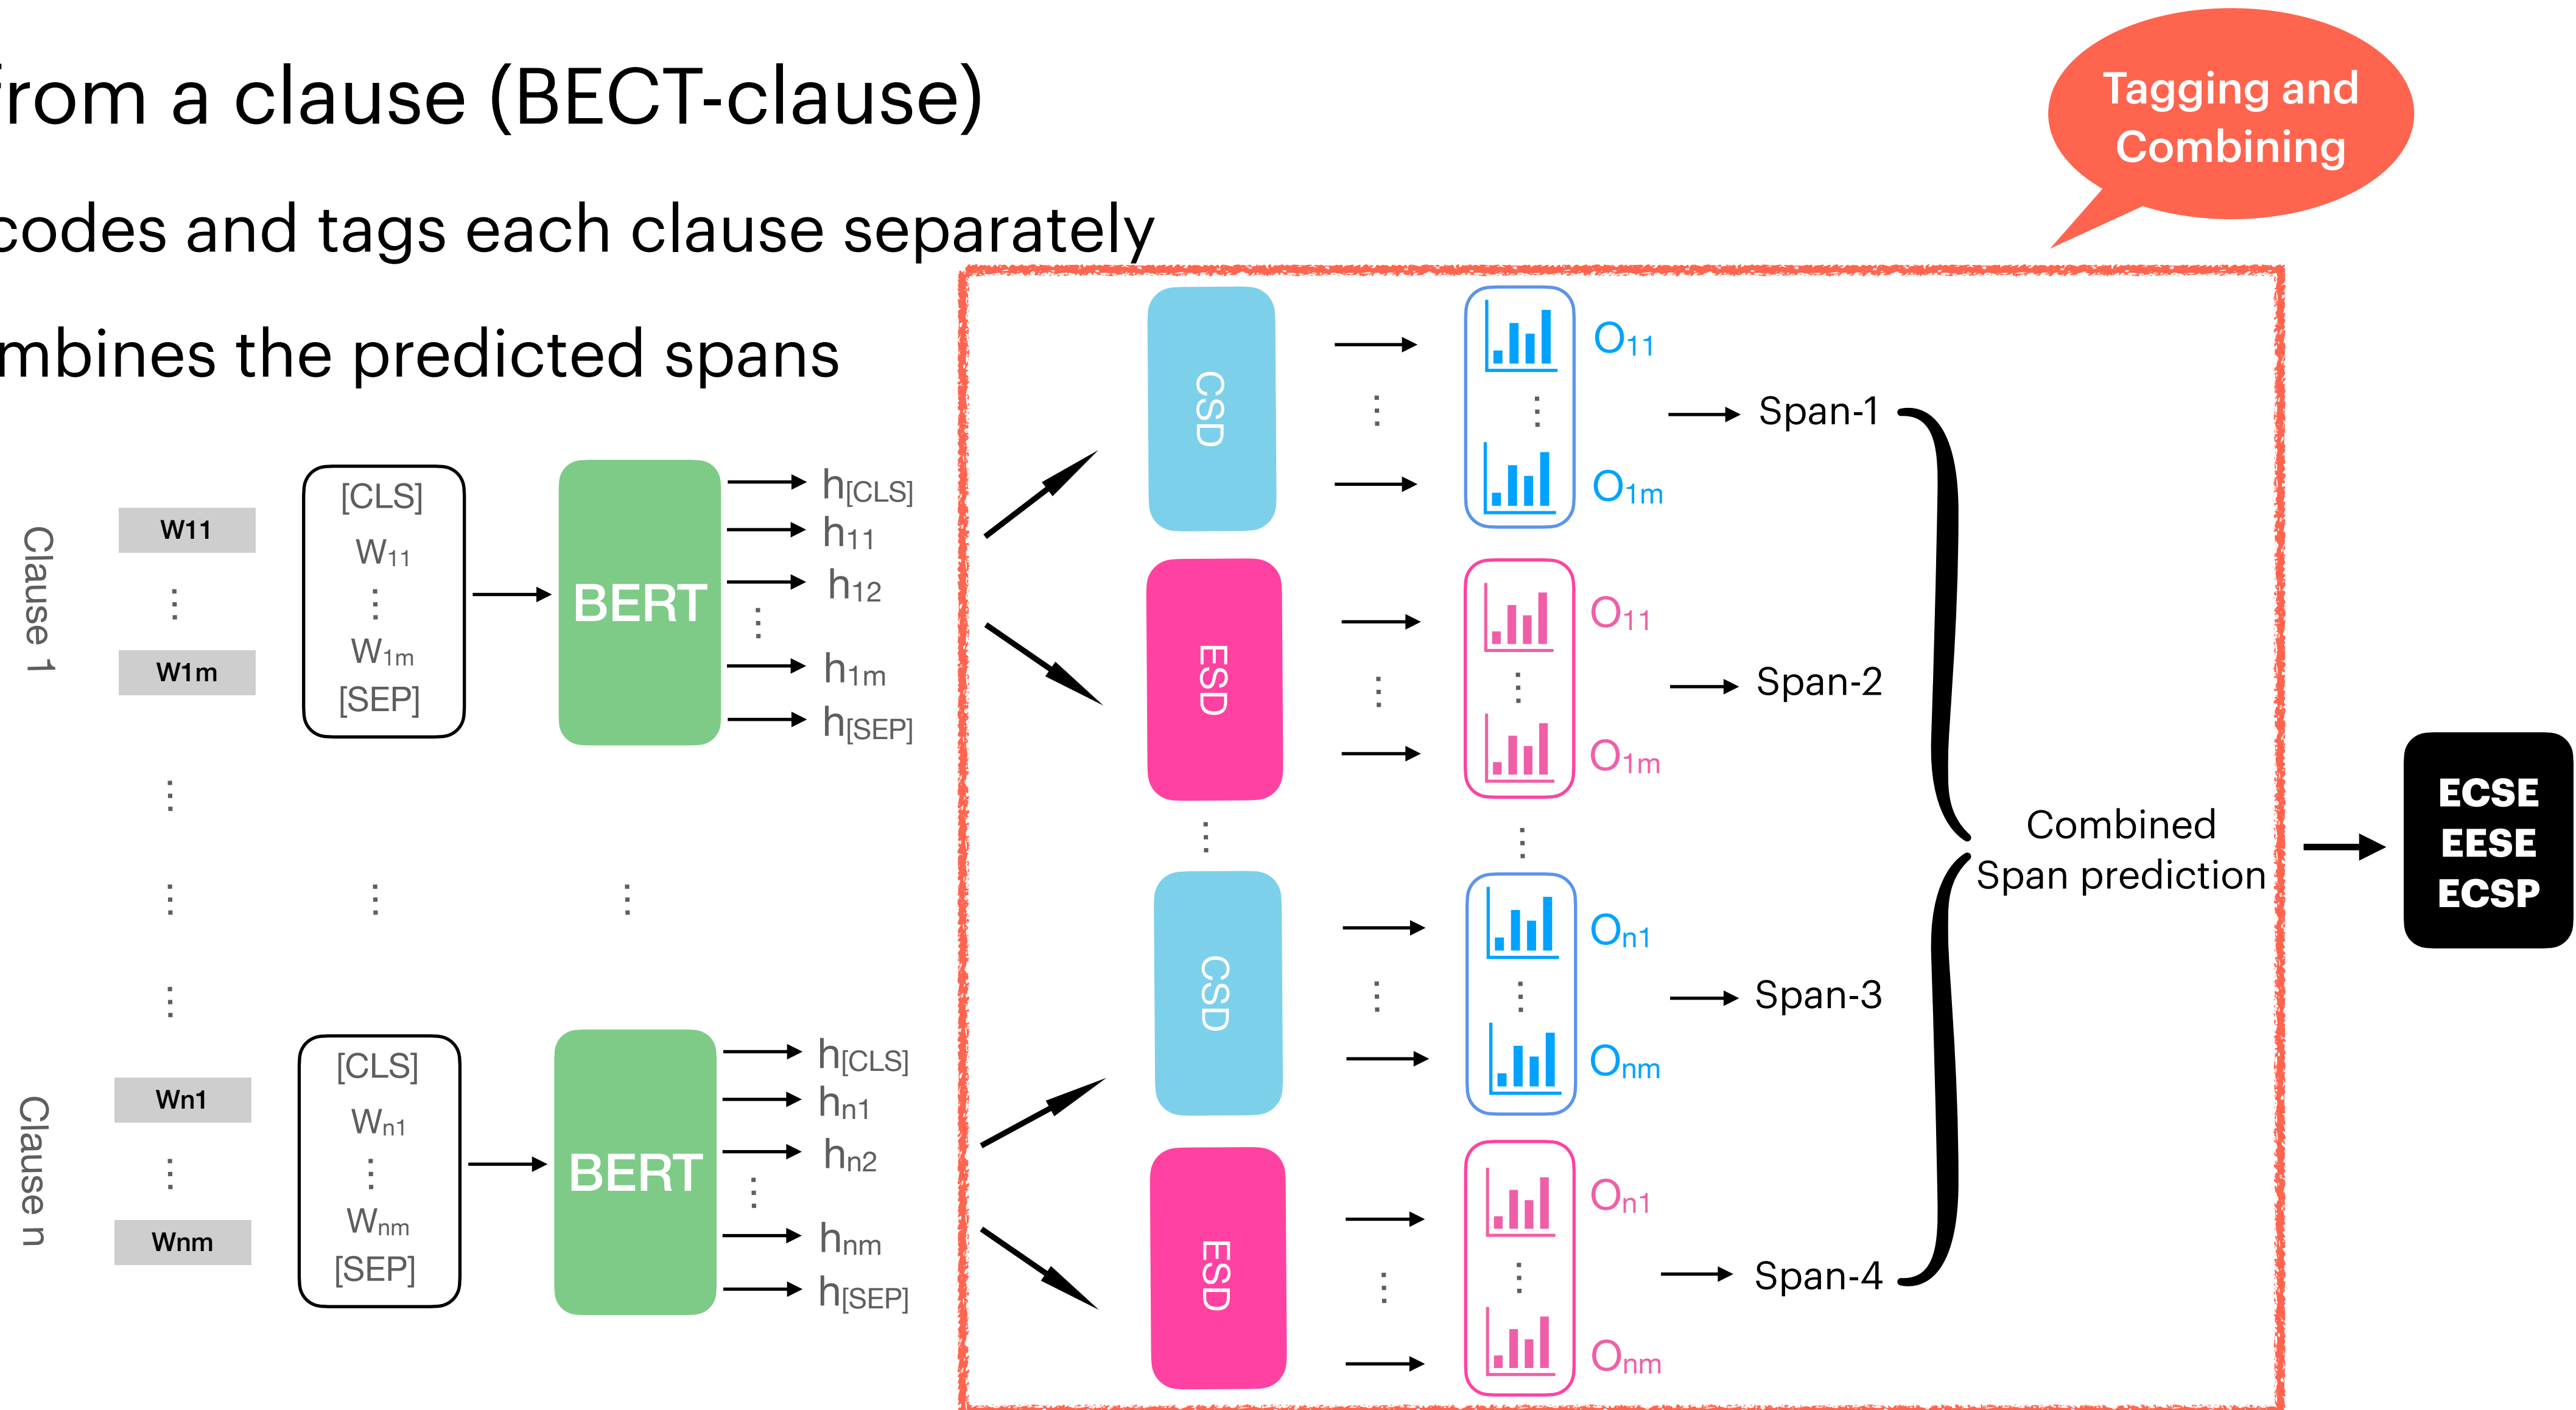 from a clause (BECT-clause)
codes and tags each clause separately
mbines the predicted spans
Tagging and
Combining
Clause 1
W11
W1m
[CLS]
W11
W1m
[SEP]
BERT
h[CLS]
h11
h12
h1m
h[SEP]
CSD
O11
O1m
Span-1
ESD
O11
O1m
Span-2
Clause n
Wn1
Wnm
[CLS]
Wn1
Wnm
[SEP]
BERT
h[CLS]
hn1
hn2
hnm
h[SEP]
CSD
On1
Onm
Span-3
ESD
On1
Onm
Span-4
Combined
Span prediction
ECSE
EESE
ECSP